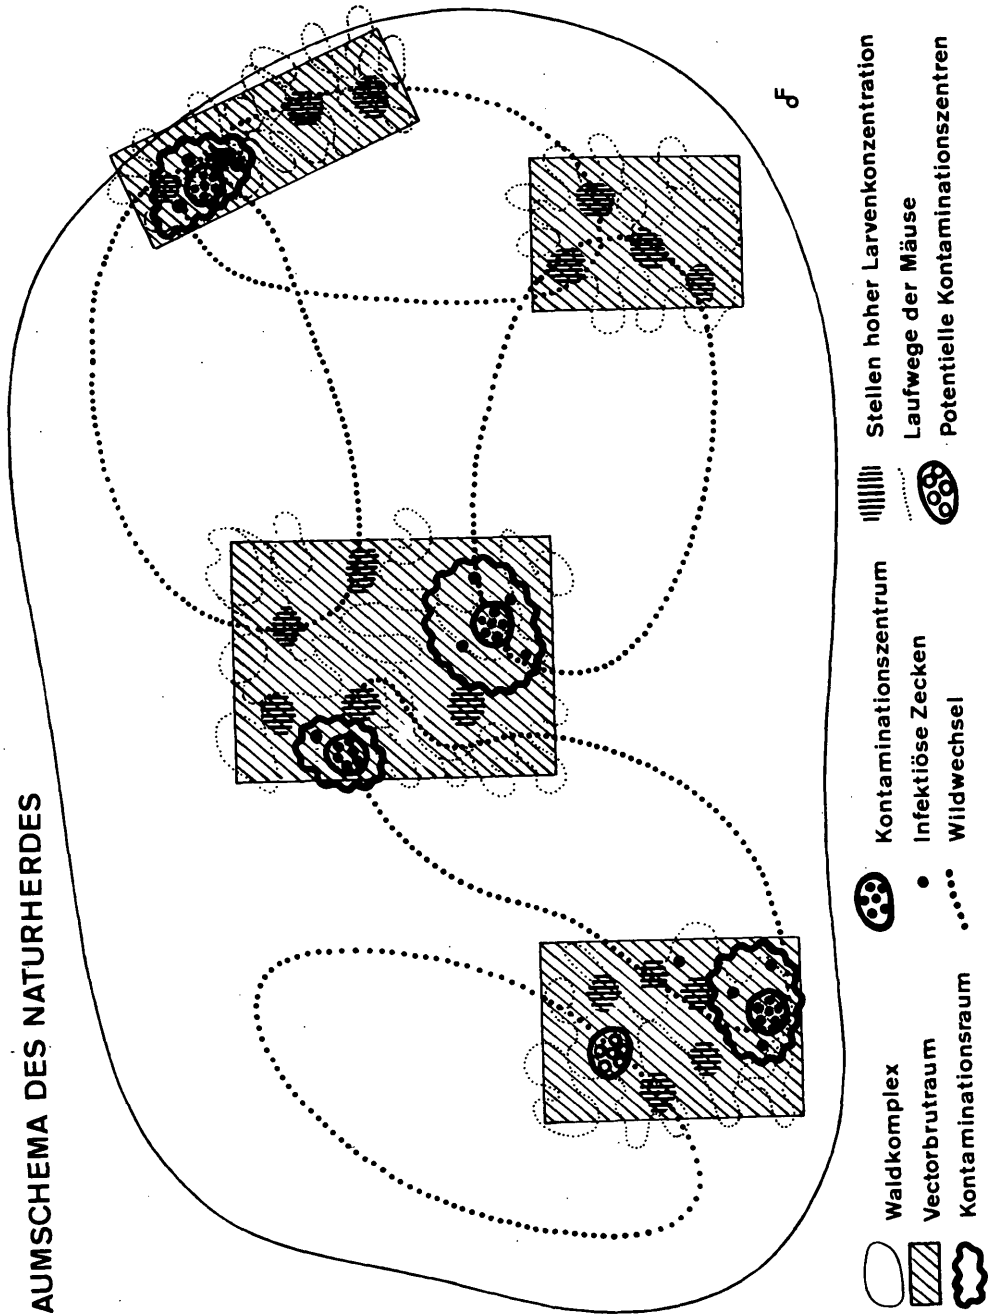 AUMSCHEMA DES NATURHERDES
Waldkomplex
Vectorbrutraum
Kontaminationsraum
Kontaminationszentrum
Infektiöse Zecken
Wildwechsel
Stellen hoher Larvenkonzentration
Laufwege der Mäuse
Potentielle Kontaminationszentren